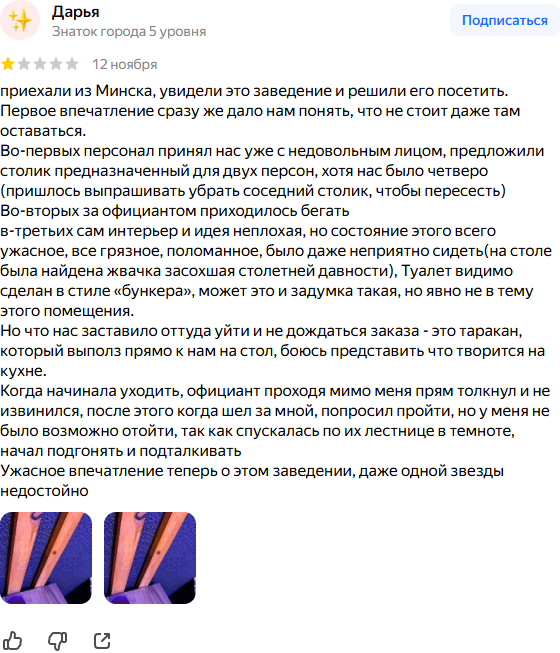 Дарья
Подписаться
Знаток города 5 уровня
12 ноября
приехали из Минска, увидели это заведение и решили его посетить.
Первое впечатление сразу же дало нам понять, что не стоит даже там
оставаться.
Во-первых персонал принял нас уже с недовольным лицом, предложили
столик предназначенный для двух персон, хотя нас было четверо
(пришлось выпрашивать убрать соседний столик, чтобы пересесть)
Во-вторых за официантом приходилось бегать
в-третьих сам интерьер и идея неплохая, но состояние этого всего
ужасное, все грязное, поломанное, было даже неприятно сидеть(на столе
была найдена жвачка засохшая столетней давности), Туалет видимо
сделан в стиле «бункера», может это и задумка такая, но явно не в тему
этого помещения.
Но что нас заставило оттуда уйти и не дождаться заказа - это таракан,
который выполз прямо к нам на стол, боюсь представить что творится на
кухне.
Когда начинала уходить, официант проходя мимо меня прям толкнул и не
извинился, после этого когда шел за мной, попросил пройти, но у меня не
было возможно отойти, так как спускалась по их лестнице в темноте,
начал подгонять и подталкивать
Ужасное впечатление теперь о этом заведении, даже одной звезды
недостойно